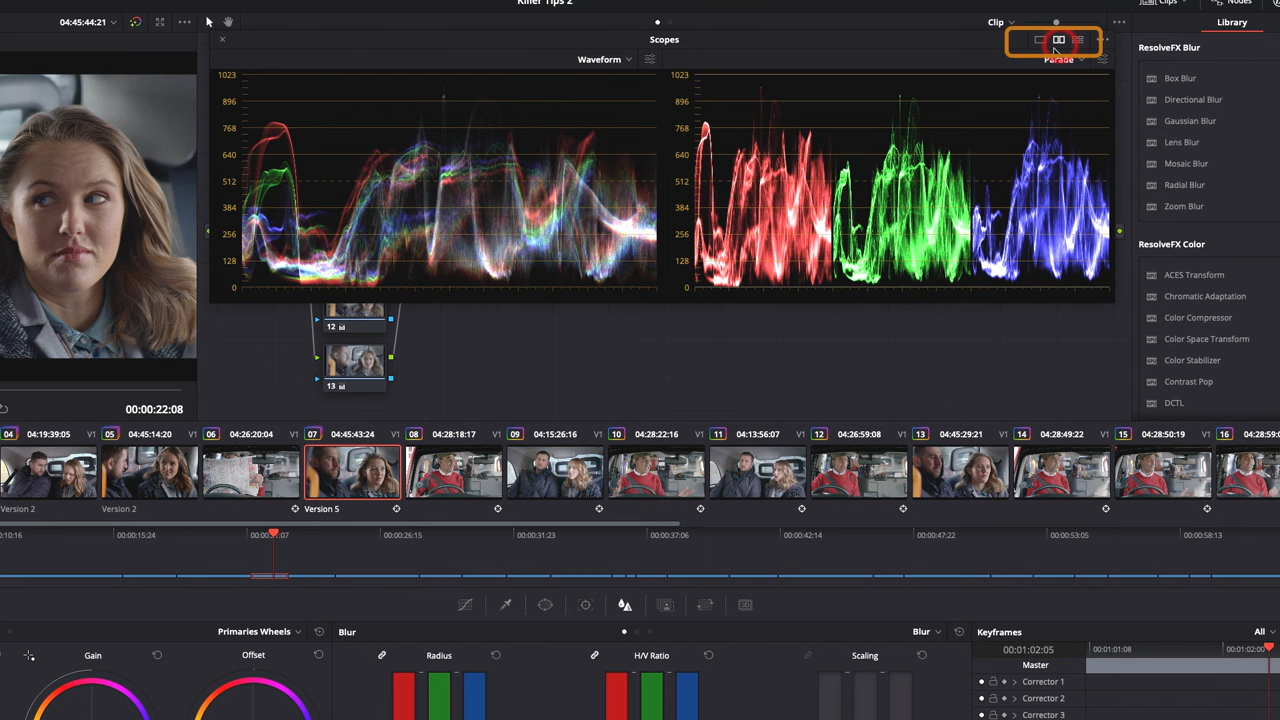 Killer Tips 2
Clips
Nodes
04:45:44:21
Clip
Library
Scopes
Waveform
Parade
1023
896
768
640
512
384
256
128
0
1023
896
768
640
512
384
256
128
0
ResolveFX Blur
Box Blur
Directional Blur
Gaussian Blur
Lens Blur
Mosaic Blur
Radial Blur
Zoom Blur
ResolveFX Color
ACES Transform
Chromatic Adaptation
Color Compressor
Color Space Transform
Color Stabilizer
Contrast Pop
DCTL
12
13
00:00:22:08
04 04:19:39:05 V1
05 04:45:14:20 V1
06 04:26:20:04 V1
07 04:45:43:24 V1
08 04:28:18:17 V1
09 04:15:26:16 V1
10 04:28:22:16 V1
11 04:13:56:07 V1
12 04:26:59:08 V1
13 04:45:29:21 V1
14 04:28:49:22 V1
15 04:28:50:19 V1
16 04:28:59:0
Version 2
Version 2
Version 5
:10:16
00:00:15:24
:07
00:00:26:15
00:00:31:23
00:00:37:06
00:00:42:14
00:00:47:22
00:00:53:05
00:00:58:13
Primaries Wheels
Blur
Blur
Keyframes
All
Gain
Offset
Radius
H/V Ratio
Scaling
00:01:02:05
00:01:01:08
00:01:02:00
Master
Corrector 1
Corrector 2
Corrector 3